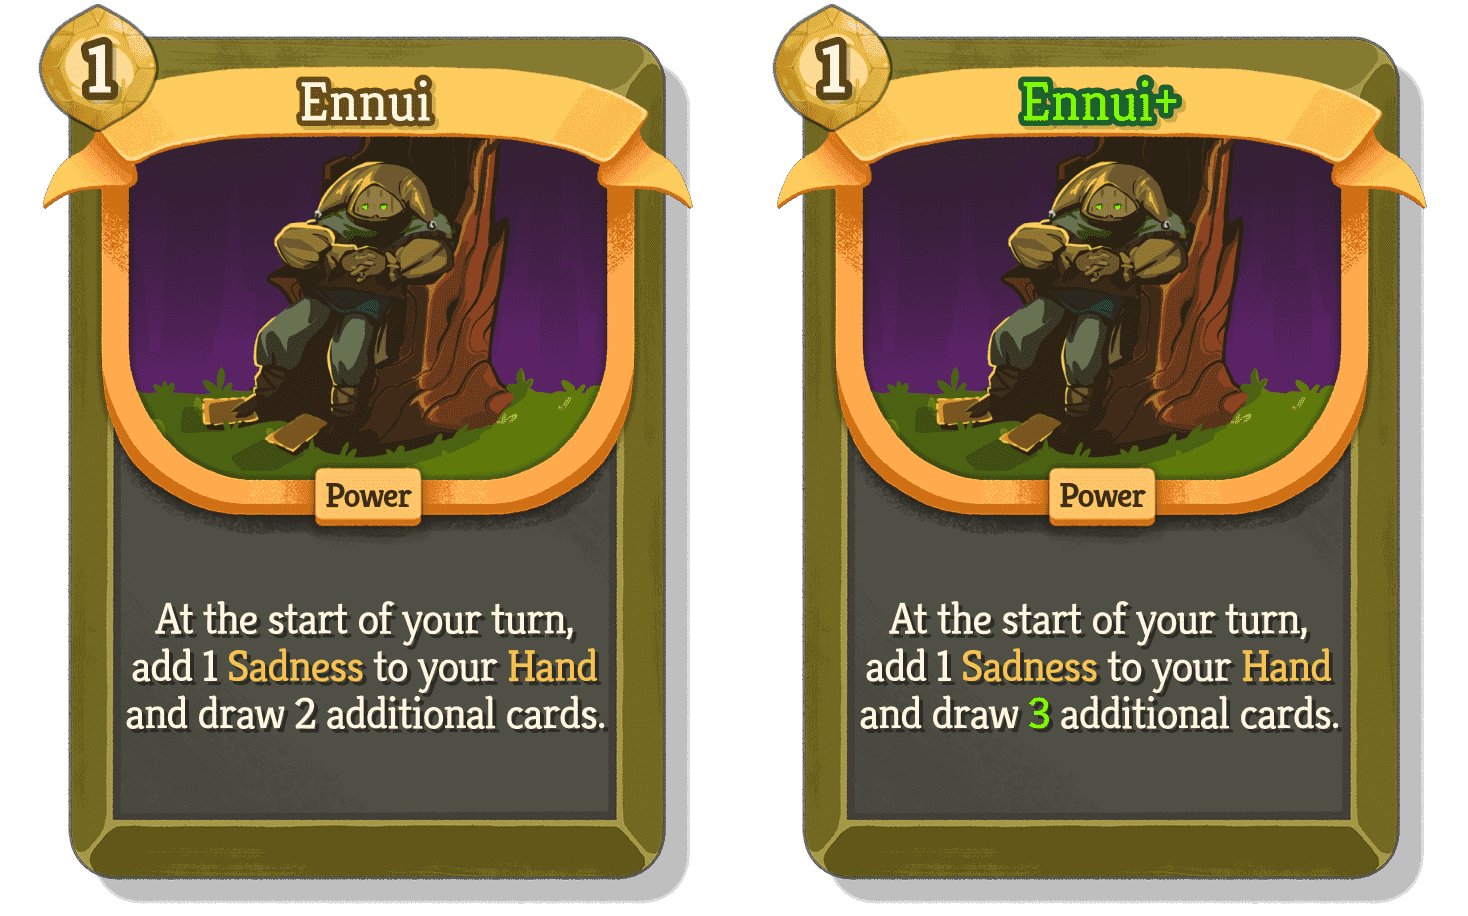 1
Ennui
Power
At the start of your turn,
add 1 Sadness to your Hand
and draw 2 additional cards.
1
Ennui+
Power
At the start of your turn,
add 1 Sadness to your Hand
and draw 3 additional cards.